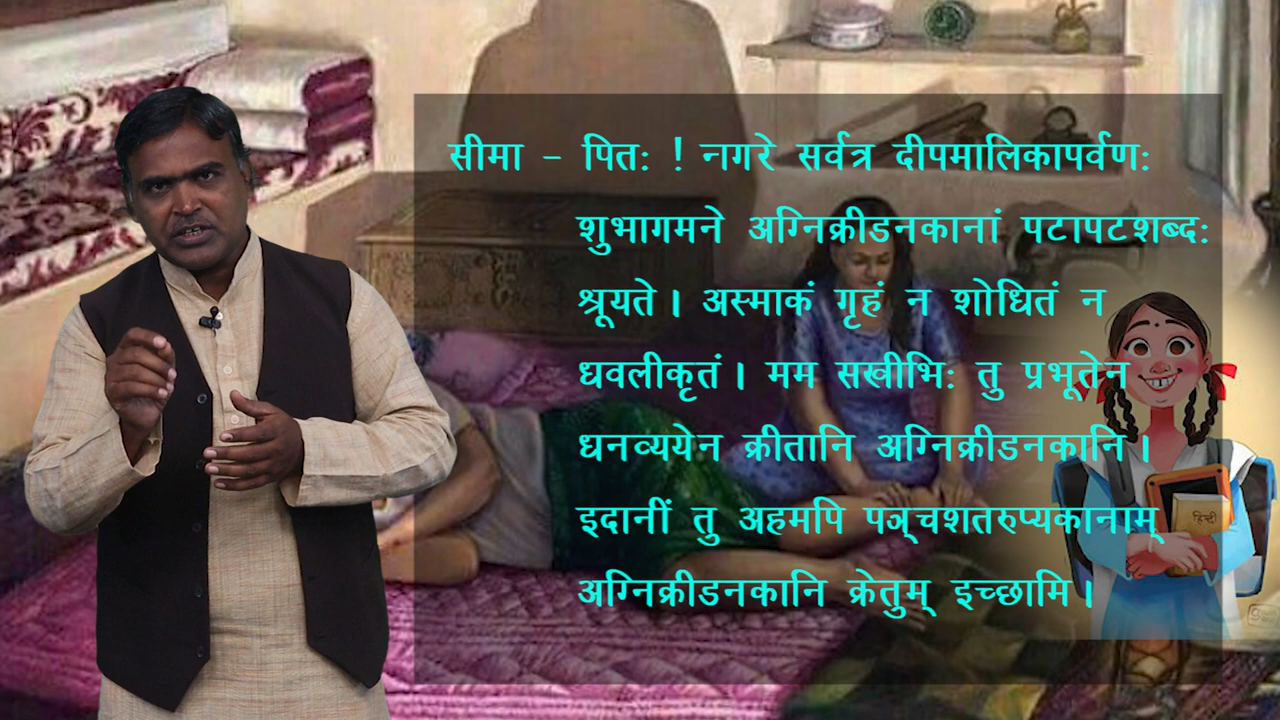 सीमा – पितः ! नगरे सर्वत्र दीपमालिकापर्वणः
शुभागमने अग्निक्रीडनकानां पटापटशब्दः
श्रूयते । अस्माकं गृहं न शोधितं न
धवलीकृतं । मम सखीभिः तु प्रभूतेन
धनव्ययेन क्रीतानि अग्निक्रीडनकानि ।
इदानीं तु अहमपि पञ्चशतरुप्यकानाम्
अग्निक्रीडनकानि क्रेतुम् इच्छामि ।
हिन्दी